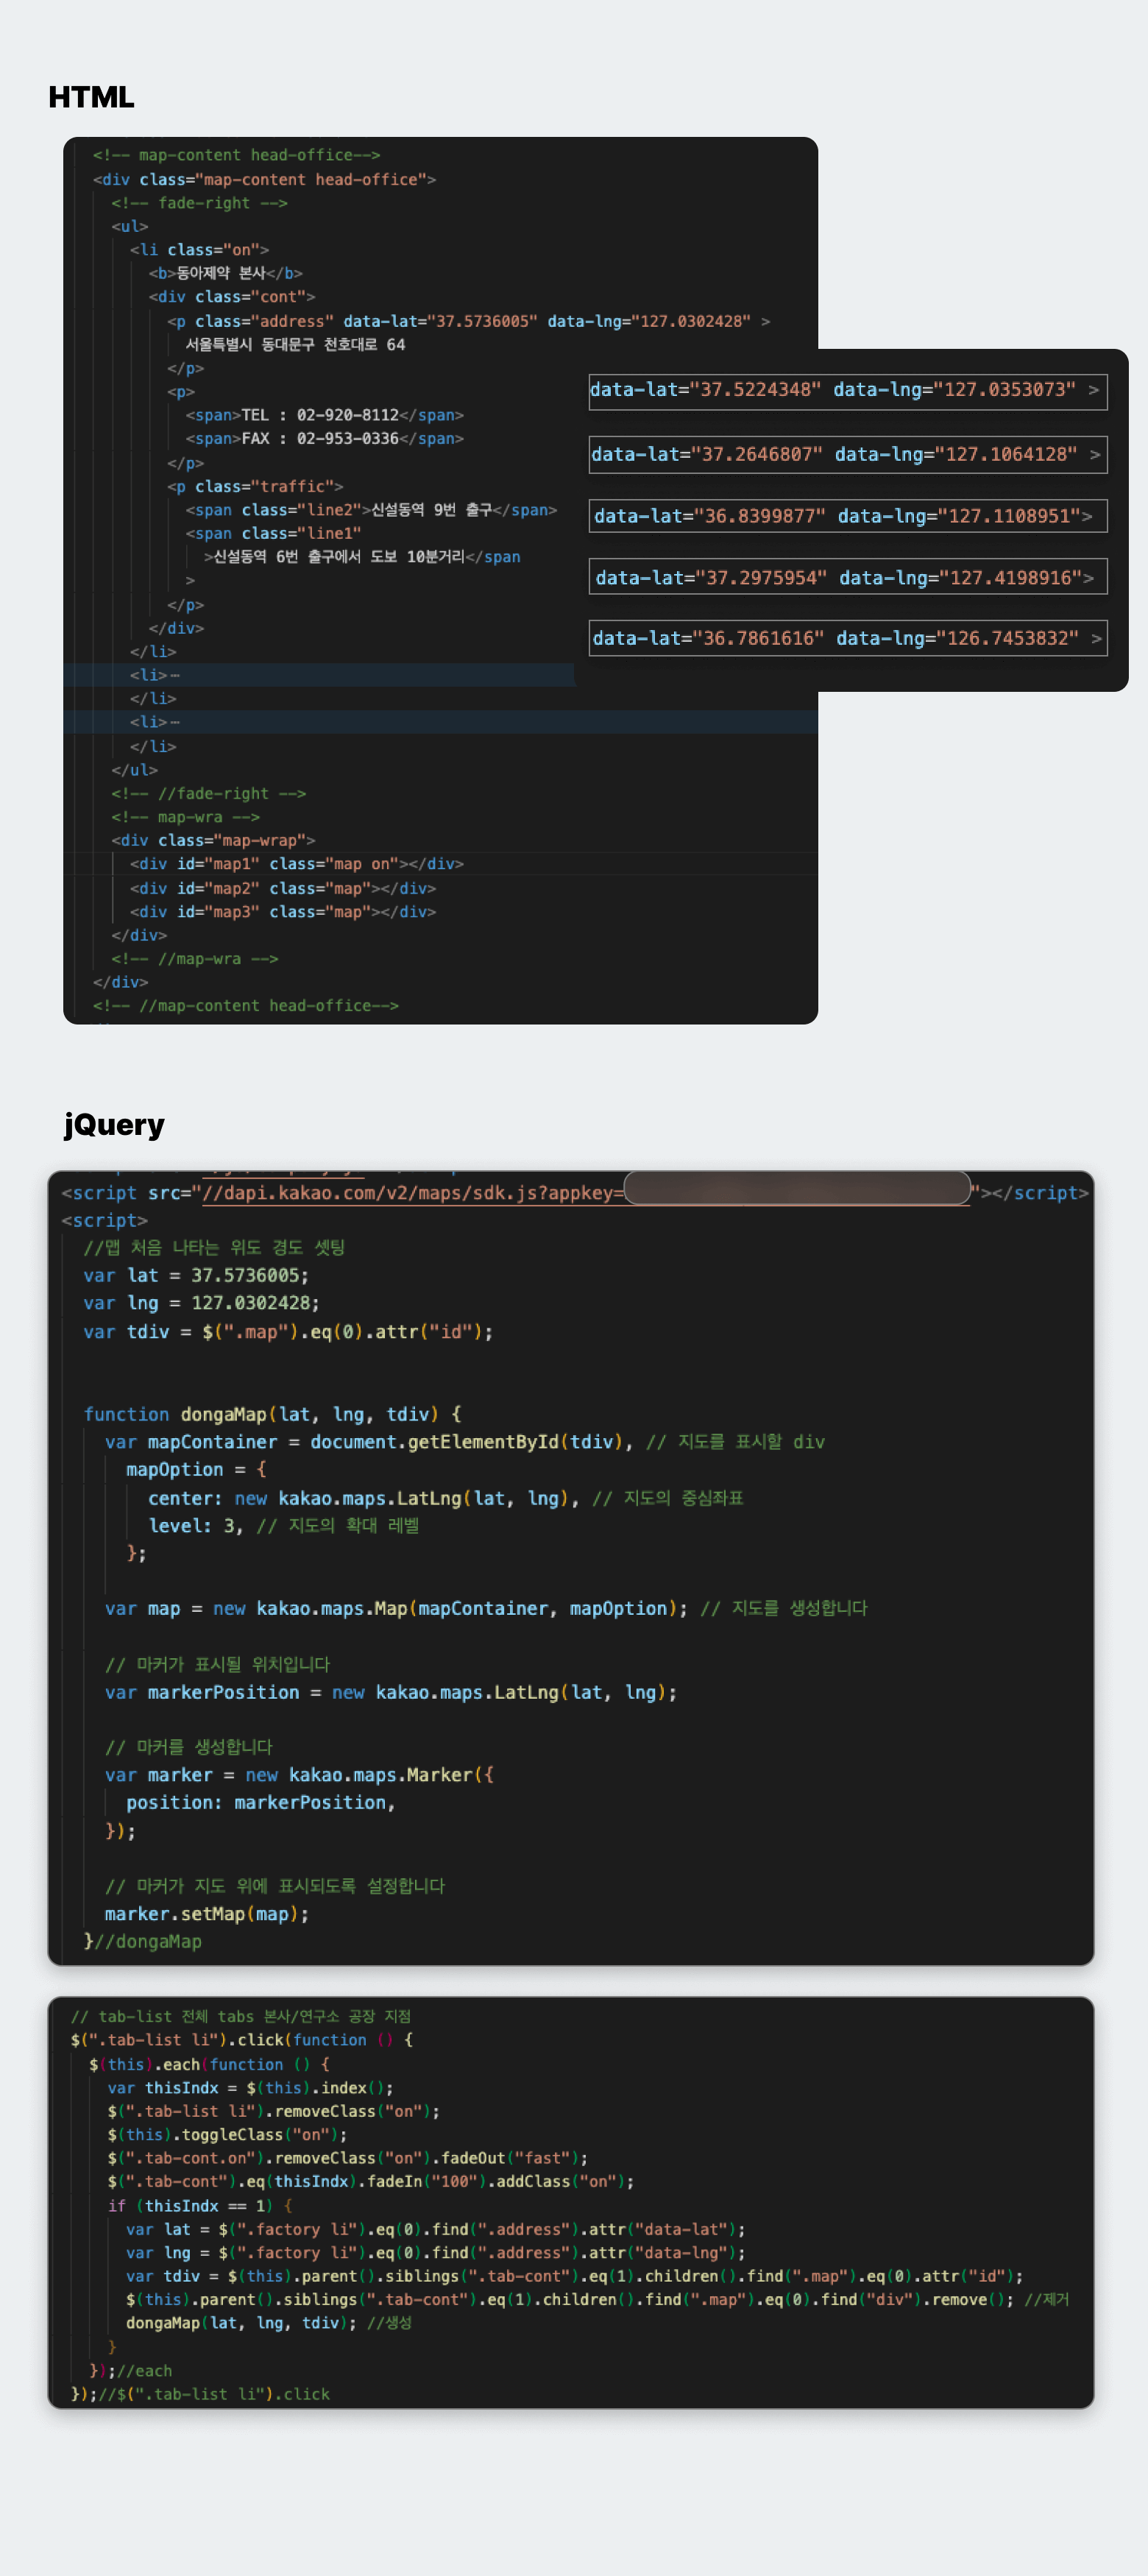 HTML
<!-- map-content head-office-->
<div class="map-content head-office">
<!-- fade-right -->
<ul>
<li class="on">
<b>동아제약 본사</b>
<div class="cont">
<p class="address" data-lat="37.5736005" data-lng="127.0302428" >
서울특별시 동대문구 천호대로 64
</p>
<p>
<span>TEL : 02-920-8112</span>
<span>FAX : 02-953-0336</span>
</p>
<p class="traffic">
<span class="line2">신설동역 9번 출구</span>
<span class="line1"
>신설동역 6번 출구에서 도보 10분거리</span
>
</p>
</div>
</li>
<li>⋯
</li>
<li>⋯
</li>
</ul>
<!-- //fade-right -->
<!-- map-wra -->
<div class="map-wrap">
<div id="map1" class="map on"></div>
<div id="map2" class="map"></div>
<div id="map3" class="map"></div>
</div>
<!-- //map-wra -->
</div>
<!-- //map-content head-office-->
data-lat="37.5224348" data-lng="127.0353073" >
data-lat="37.2646807" data-lng="127.1064128" >
data-lat="36.8399877" data-lng="127.1108951">
data-lat="37.2975954" data-lng="127.4198916">
data-lat="36.7861616" data-lng="126.7453832" >
jQuery
<script src="//dapi.kakao.com/v2/maps/sdk.js?appkey="></script>
<script>
//맵 처음 나타는 위도 경도 셋팅
var lat = 37.5736005;
var lng = 127.0302428;
var tdiv = $(".map").eq(0).attr("id");
function dongaMap(lat, lng, tdiv) {
var mapContainer = document.getElementById(tdiv), // 지도를 표시할 div
mapOption = {
center: new kakao.maps.LatLng(lat, lng), // 지도의 중심좌표
level: 3, // 지도의 확대 레벨
};
var map = new kakao.maps.Map(mapContainer, mapOption); // 지도를 생성합니다
// 마커가 표시될 위치입니다
var markerPosition = new kakao.maps.LatLng(lat, lng);
// 마커를 생성합니다
var marker = new kakao.maps.Marker({
position: markerPosition,
});
// 마커가 지도 위에 표시되도록 설정합니다
marker.setMap(map);
}//dongaMap
// tab-list 전체 tabs 본사/연구소 공장 지점
$(".tab-list li").click(function () {
$(this).each(function () {
var thisIndx = $(this).index();
$(".tab-list li").removeClass("on");
$(this).toggleClass("on");
$(".tab-cont.on").removeClass("on").fadeOut("fast");
$(".tab-cont").eq(thisIndx).fadeIn("100").addClass("on");
if (thisIndx == 1) {
var lat = $(".factory li").eq(0).find(".address").attr("data-lat");
var lng = $(".factory li").eq(0).find(".address").attr("data-lng");
var tdiv = $(this).parent().siblings(".tab-cont").eq(1).children().find(".map").eq(0).attr("id");
$(this).parent().siblings(".tab-cont").eq(1).children().find(".map").eq(0).find("div").remove(); //제거
dongaMap(lat, lng, tdiv); //생성
}
});//each
});//$(".tab-list li").click